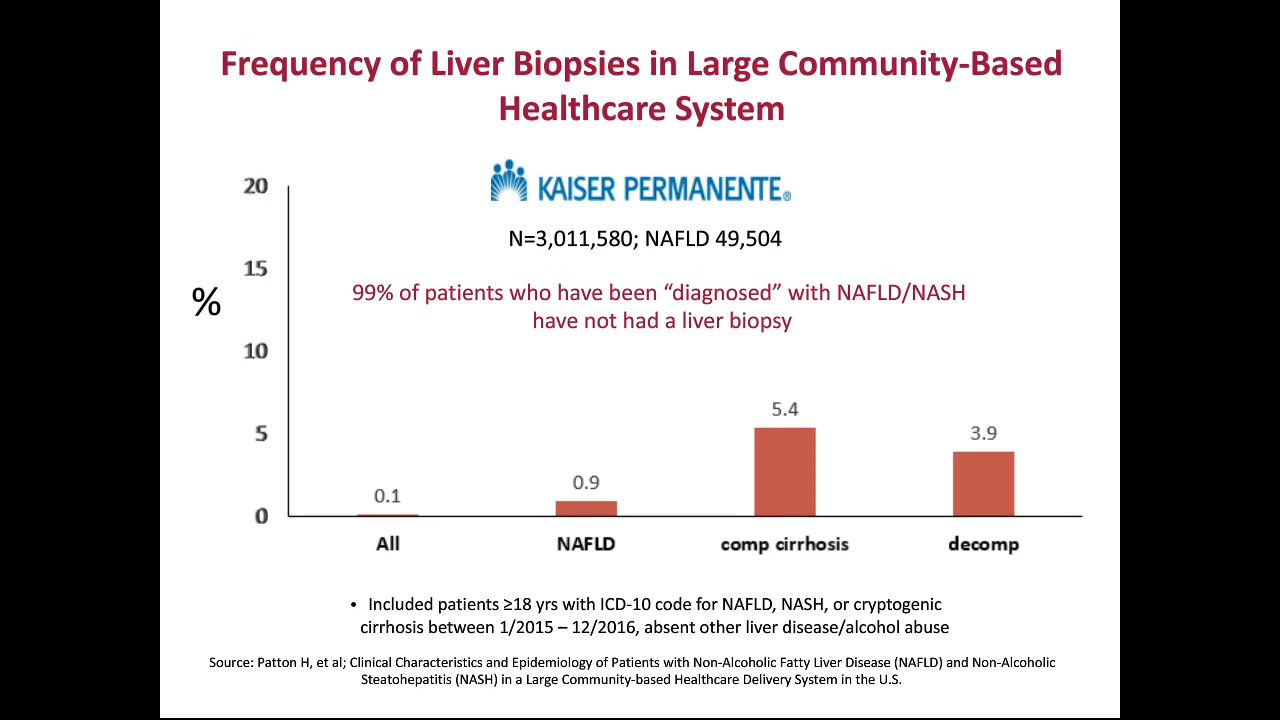 Frequency of Liver Biopsies in Large Community-Based
Healthcare System
KAISER PERMANENTE®
N=3,011,580; NAFLD 49,504
99% of patients who have been “diagnosed” with NAFLD/NASH
have not had a liver biopsy
%
20
15
10
5
0
0.1
0.9
5.4
3.9
All
NAFLD
comp cirrhosis
decomp
• Included patients ≥18 yrs with ICD-10 code for NAFLD, NASH, or cryptogenic
cirrhosis between 1/2015 – 12/2016, absent other liver disease/alcohol abuse
Source: Patton H, et al; Clinical Characteristics and Epidemiology of Patients with Non-Alcoholic Fatty Liver Disease (NAFLD) and Non-Alcoholic
Steatohepatitis (NASH) in a Large Community-based Healthcare Delivery System in the U.S.